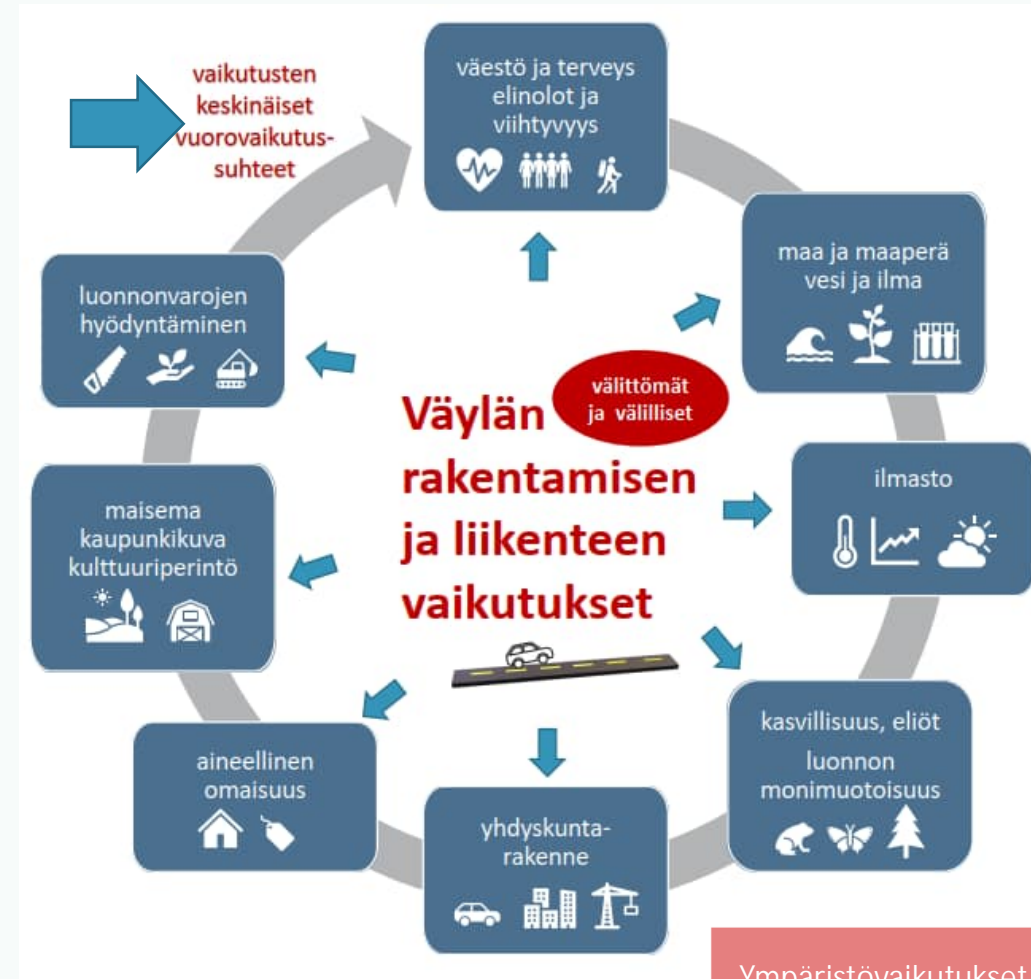 vaikutusten
keskinäiset
vuorovaikutus-
suhteet
väestö ja terveys
elinolot ja
viihtyvyys
maa ja maaperä
vesi ja ilma
ilmasto
kasvillisuus, eliöt
luonnon
monimuotoisuus
yhdyskunta-
rakenne
aineellinen
omaisuus
maisema
kaupunkikuva
kulttuuriperintö
luonnonvarojen
hyödyntäminen
välittömät
ja välilliset
Väylän
rakentamisen
ja liikenteen
vaikutukset
Ympäristövaikutukset